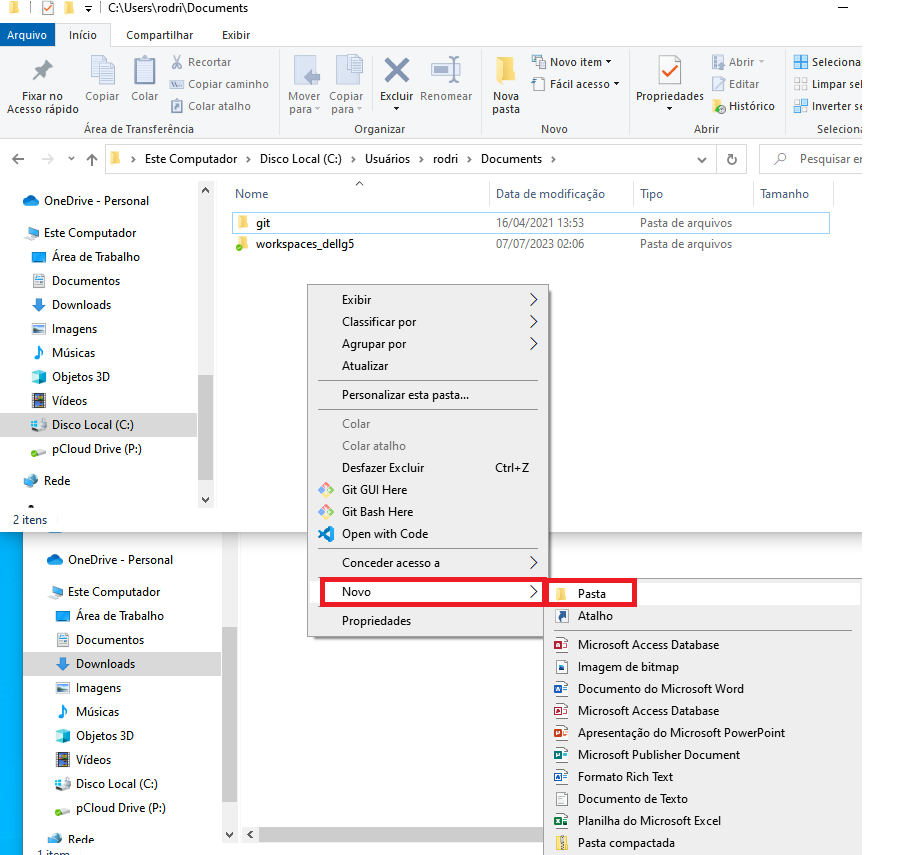 C:\Users\rodri\Documents
Arquivo Início Compartilhar Exibir
Fixar no Acesso rápido
Copiar
Colar
Recortar
Copiar caminho
Colar atalho
Área de Transferência
Mover para
Copiar para
Excluir
Renomear
Organizar
Nova pasta
Novo item
Fácil acesso
Novo
Propriedades
Abrir
Editar
Histórico
Abrir
Seleciona
Limpar sel
Inverter se
Selecion
Este Computador > Disco Local (C:) > Usuários > rodri > Documents >
Pesquisar em
OneDrive - Personal
Este Computador
Área de Trabalho
Documentos
Downloads
Imagens
Músicas
Objetos 3D
Vídeos
Disco Local (C:)
pCloud Drive (P:)
Rede
2 itens
Nome Data de modificação Tipo Tamanho
git 16/04/2021 13:53 Pasta de arquivos
workspaces_dellg5 07/07/2023 02:06 Pasta de arquivos
Exibir
Classificar por
Agrupar por
Atualizar
Personalizar esta pasta...
Colar
Colar atalho
Desfazer Excluir Ctrl+Z
Git GUI Here
Git Bash Here
Open with Code
Conceder acesso a
Novo
Propriedades
Pasta
Atalho
Microsoft Access Database
Imagem de bitmap
Documento do Microsoft Word
Microsoft Access Database
Apresentação do Microsoft PowerPoint
Microsoft Publisher Document
Formato Rich Text
Documento de Texto
Planilha do Microsoft Excel
Pasta compactada
OneDrive - Personal
Este Computador
Área de Trabalho
Documentos
Downloads
Imagens
Músicas
Objetos 3D
Vídeos
Disco Local (C:)
pCloud Drive (P:)
Rede
1 item